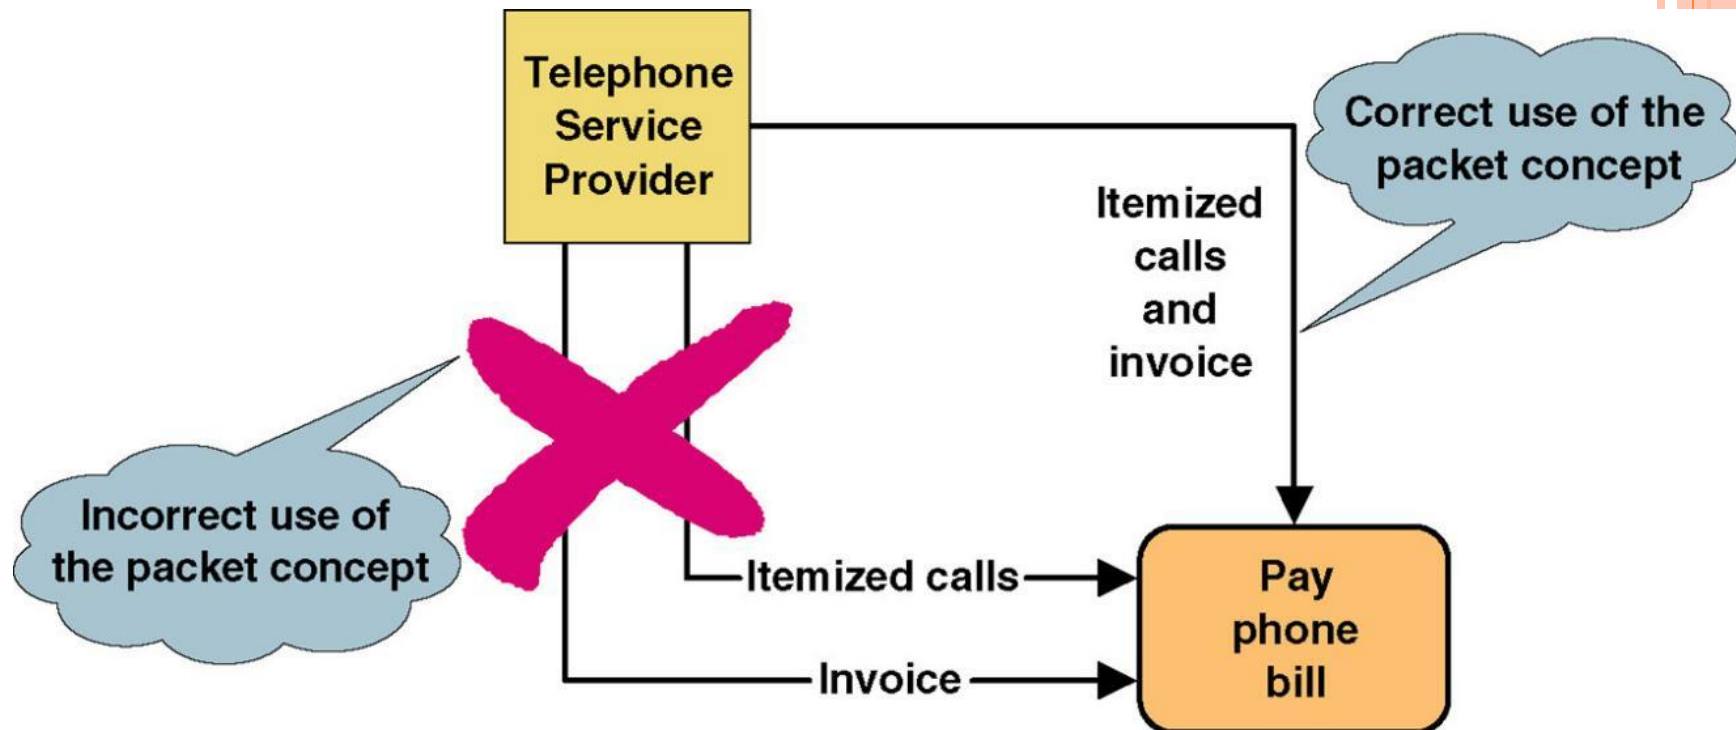 Telephone
Service
Provider
Correct use of the
packet concept
Itemized
calls
and
invoice
Incorrect use of
the packet concept
Itemized calls
Invoice
Pay
phone
bill